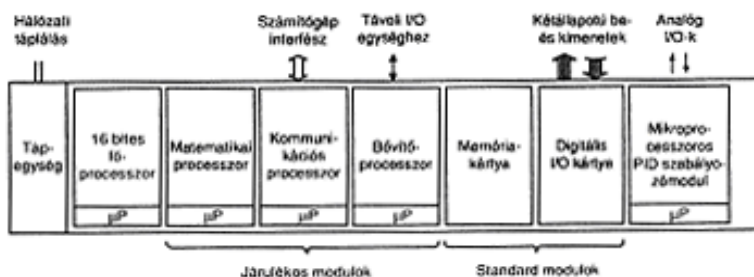 Hálózati
táplálás
Számítógép
interfész
Távoli I/O
egységhez
Kétállapotú be-
és kimenetek
Analóg
I/O-k
Táp-
egység
16 bites
fő-
processzor
µP
Matematikai
processzor
µP
Kommuni-
kációs
processzor
µP
Bővítő-
processzor
µP
Memória-
kártya
Digitális
I/O kártya
Mikropro-
cesszoros
PID szabályo-
zómodul
µP
Járulékos modulok
Standard modulok